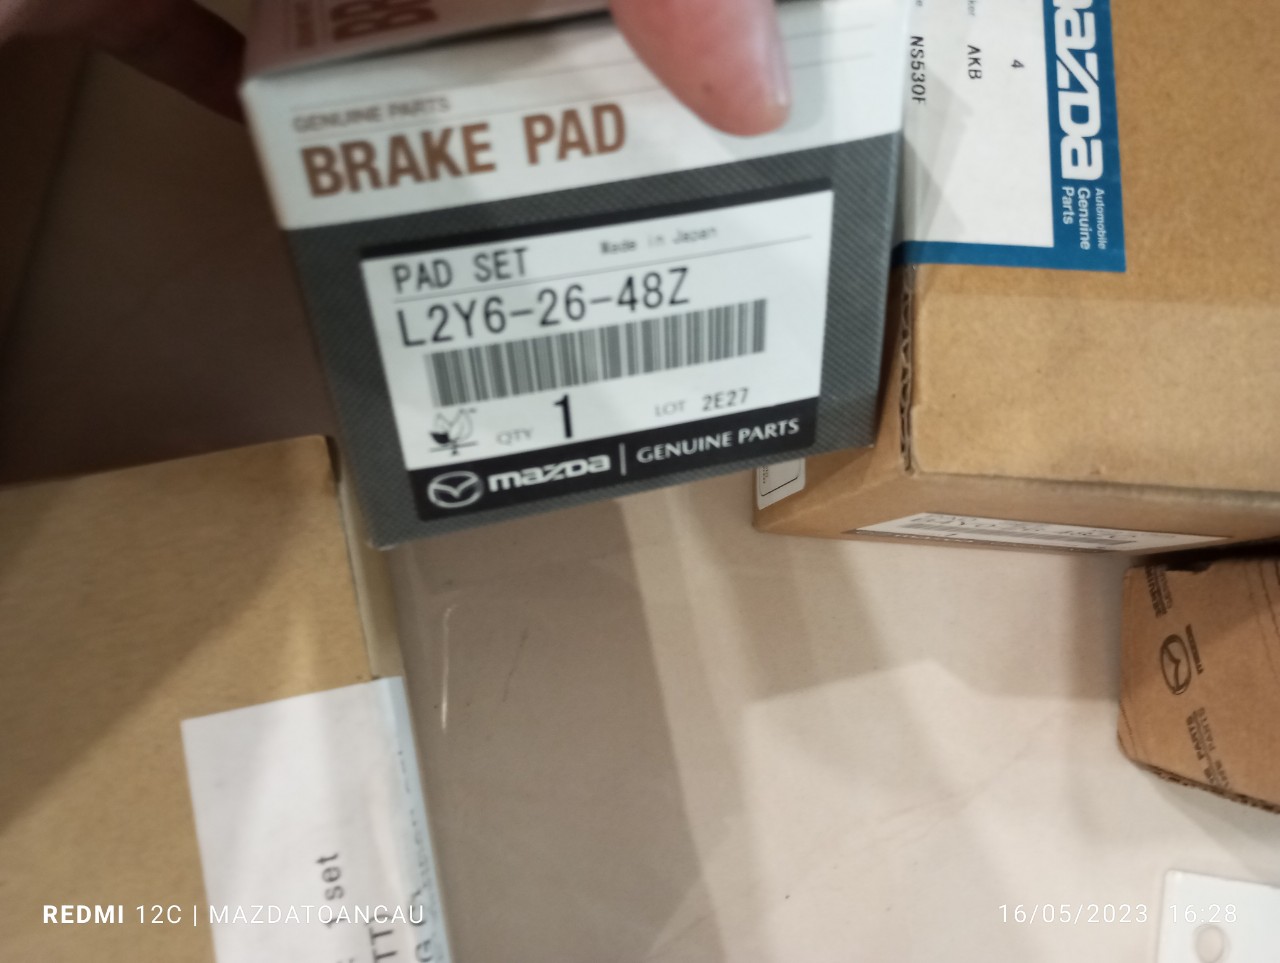 GENUINE PARTS
BRAKE PAD
PAD SET
Made in Japan
L2Y6-26-48Z
QTY 1
LOT 2E27
mazda | GENUINE PARTS
4
AKB
NS530F
mazda
Automobile
Genuine
Parts
set
REDMI 12C | MAZDATOANCAU
16/05/2023 16:28